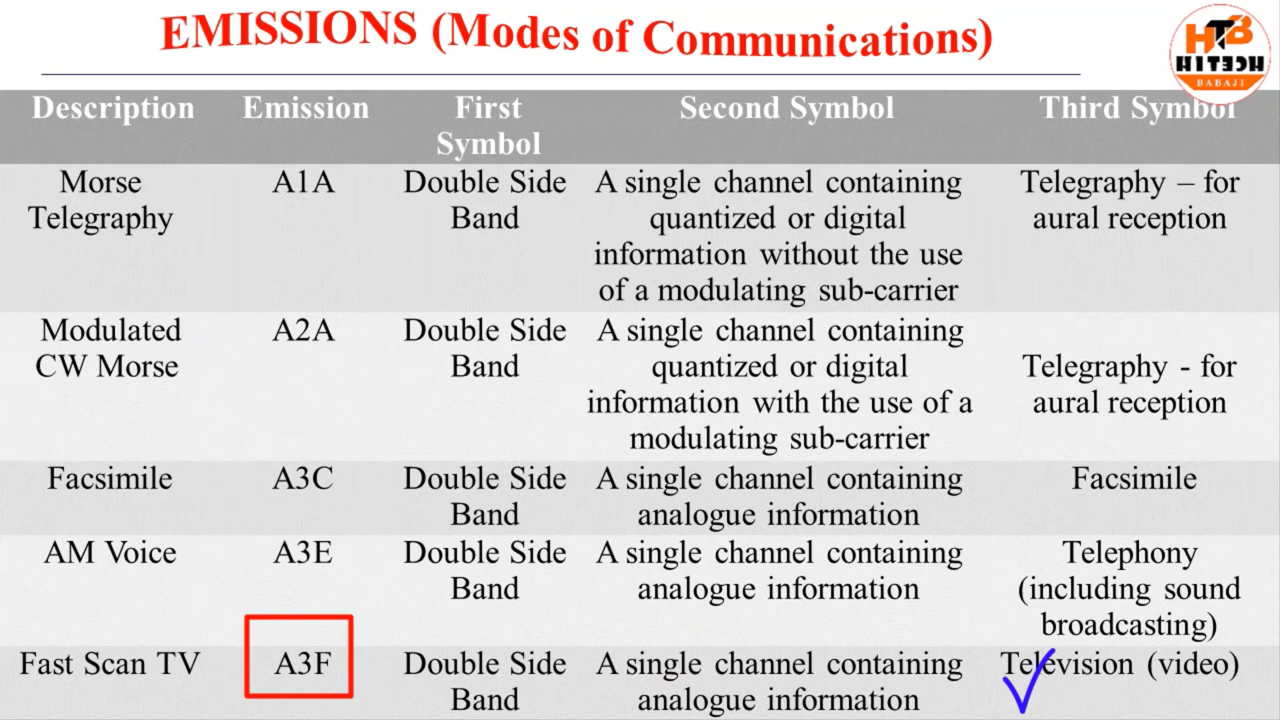 EMISSIONS (Modes of Communications)
HTB
HITECH
BABAJI
Description Emission First Symbol Second Symbol Third Symbol
Morse Telegraphy A1A Double Side Band A single channel containing quantized or digital information without the use of a modulating sub-carrier Telegraphy – for aural reception
Modulated CW Morse A2A Double Side Band A single channel containing quantized or digital information with the use of a modulating sub-carrier Telegraphy - for aural reception
Facsimile A3C Double Side Band A single channel containing analogue information Facsimile
AM Voice A3E Double Side Band A single channel containing analogue information Telephony (including sound broadcasting)
Fast Scan TV A3F Double Side Band A single channel containing analogue information Television (video)